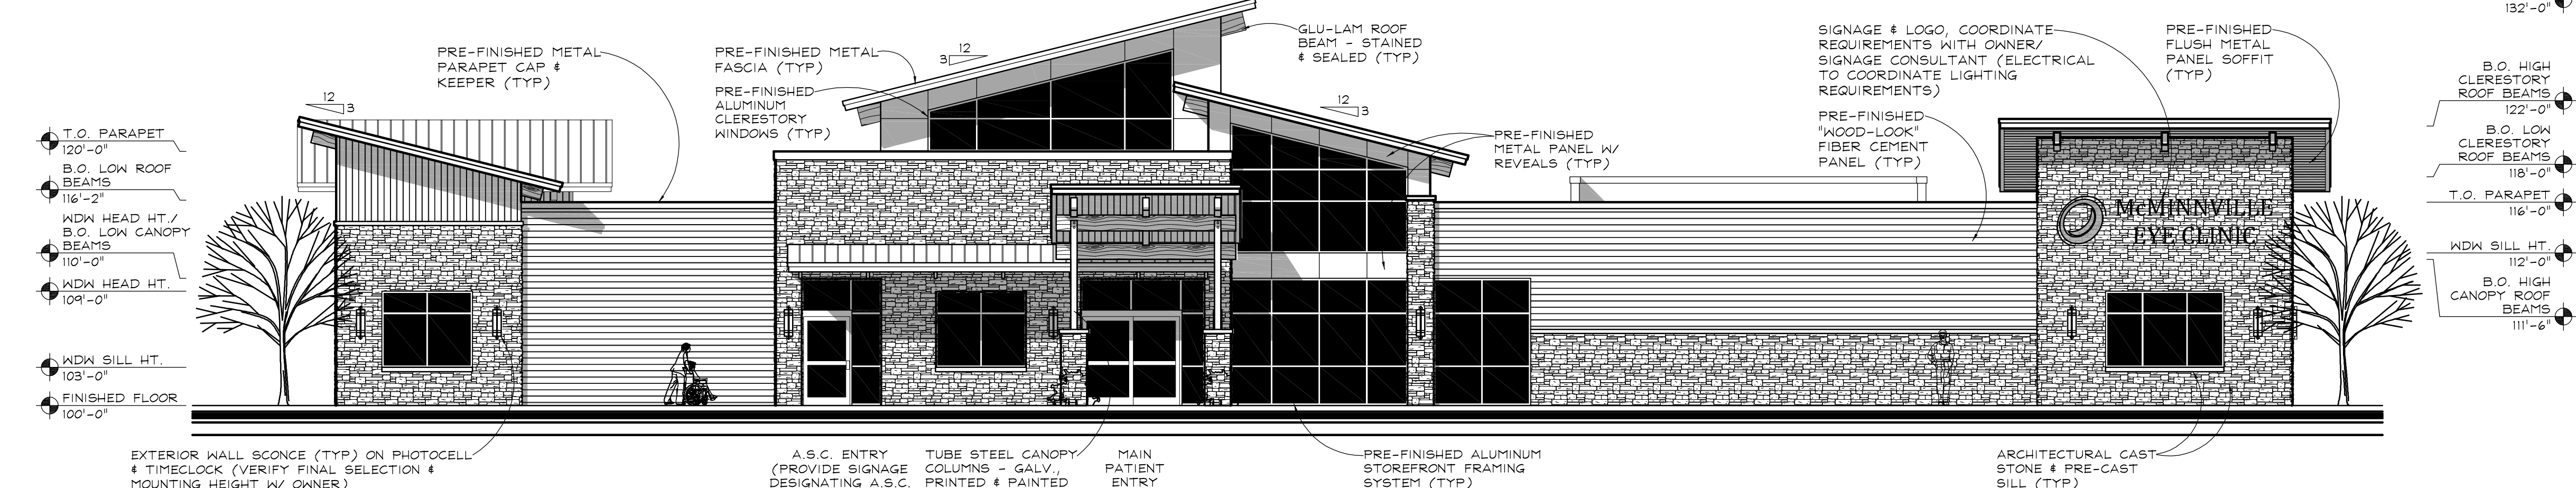 132'-0"
PRE-FINISHED METAL
PARAPET CAP &
KEEPER (TYP)
PRE-FINISHED METAL
FASCIA (TYP)
12
3
GLU-LAM ROOF
BEAM - STAINED
& SEALED (TYP)
SIGNAGE & LOGO, COORDINATE
REQUIREMENTS WITH OWNER/
SIGNAGE CONSULTANT (ELECTRICAL
TO COORDINATE LIGHTING
REQUIREMENTS)
PRE-FINISHED
FLUSH METAL
PANEL SOFFIT
(TYP)
B.O. HIGH
CLERESTORY
ROOF BEAMS
122'-0"
12
3
PRE-FINISHED
ALUMINUM
CLERESTORY
WINDOWS (TYP)
12
3
PRE-FINISHED
METAL PANEL W/
REVEALS (TYP)
PRE-FINISHED
"WOOD-LOOK"
FIBER CEMENT
PANEL (TYP)
B.O. LOW
CLERESTORY
ROOF BEAMS
118'-0"
T.O. PARAPET
120'-0"
B.O. LOW ROOF
BEAMS
116'-2"
WDW HEAD HT./
B.O. LOW CANOPY
BEAMS
110'-0"
WDW HEAD HT.
109'-0"
WDW SILL HT.
103'-0"
FINISHED FLOOR
100'-0"
McMINNVILLE
EYE CLINIC
T.O. PARAPET
116'-0"
WDW SILL HT.
112'-0"
B.O. HIGH
CANOPY ROOF
BEAMS
111'-6"
EXTERIOR WALL SCONCE (TYP) ON PHOTOCELL
& TIMECLOCK (VERIFY FINAL SELECTION &
MOUNTING HEIGHT W/ OWNER)
A.S.C. ENTRY
(PROVIDE SIGNAGE
DESIGNATING A.S.C.
TUBE STEEL CANOPY
COLUMNS - GALV.,
PRINTED & PAINTED
MAIN
PATIENT
ENTRY
PRE-FINISHED ALUMINUM
STOREFRONT FRAMING
SYSTEM (TYP)
ARCHITECTURAL CAST
STONE & PRE-CAST
SILL (TYP)